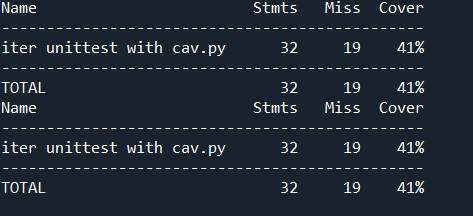 Name                      Stmts   Miss  Cover
---------------------------------------------
iter unittest with cav.py      32     19    41%
---------------------------------------------
TOTAL                          32     19    41%
Name                      Stmts   Miss  Cover
---------------------------------------------
iter unittest with cav.py      32     19    41%
---------------------------------------------
TOTAL                          32     19    41%